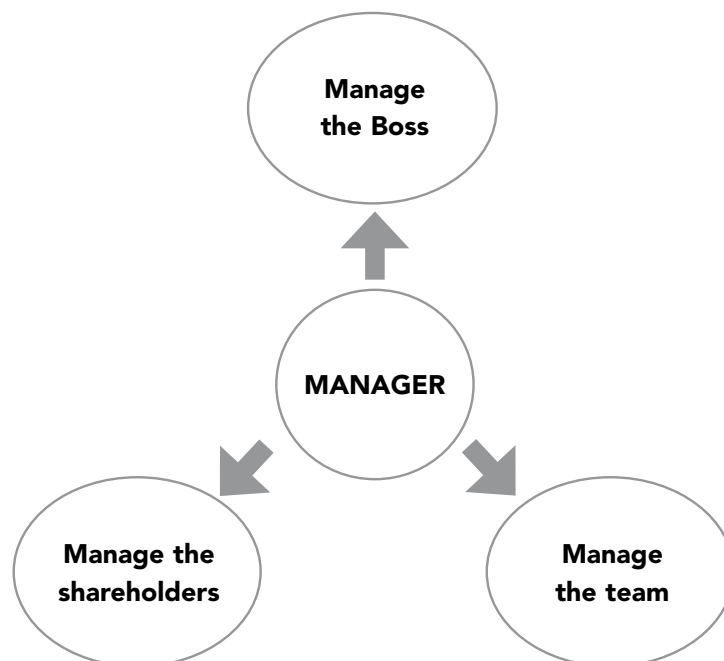 Manage
the Boss
MANAGER
Manage the
shareholders
Manage
the team